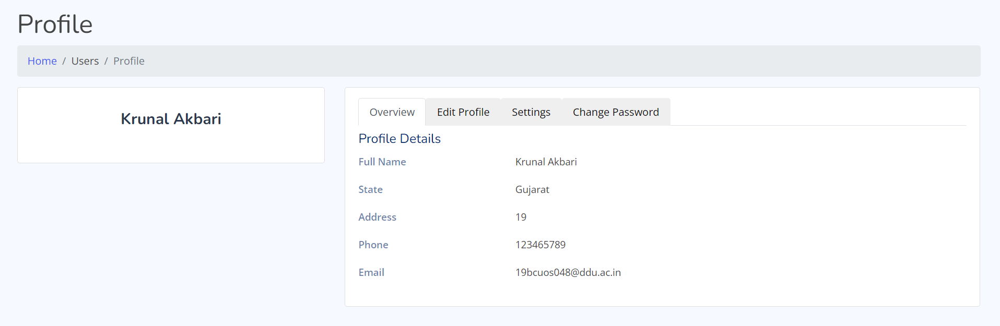 Profile
Home / Users / Profile
Krunal Akbari
Overview Edit Profile Settings Change Password
Profile Details
Full Name Krunal Akbari
State Gujarat
Address 19
Phone 123465789
Email 19bcuos048@ddu.ac.in